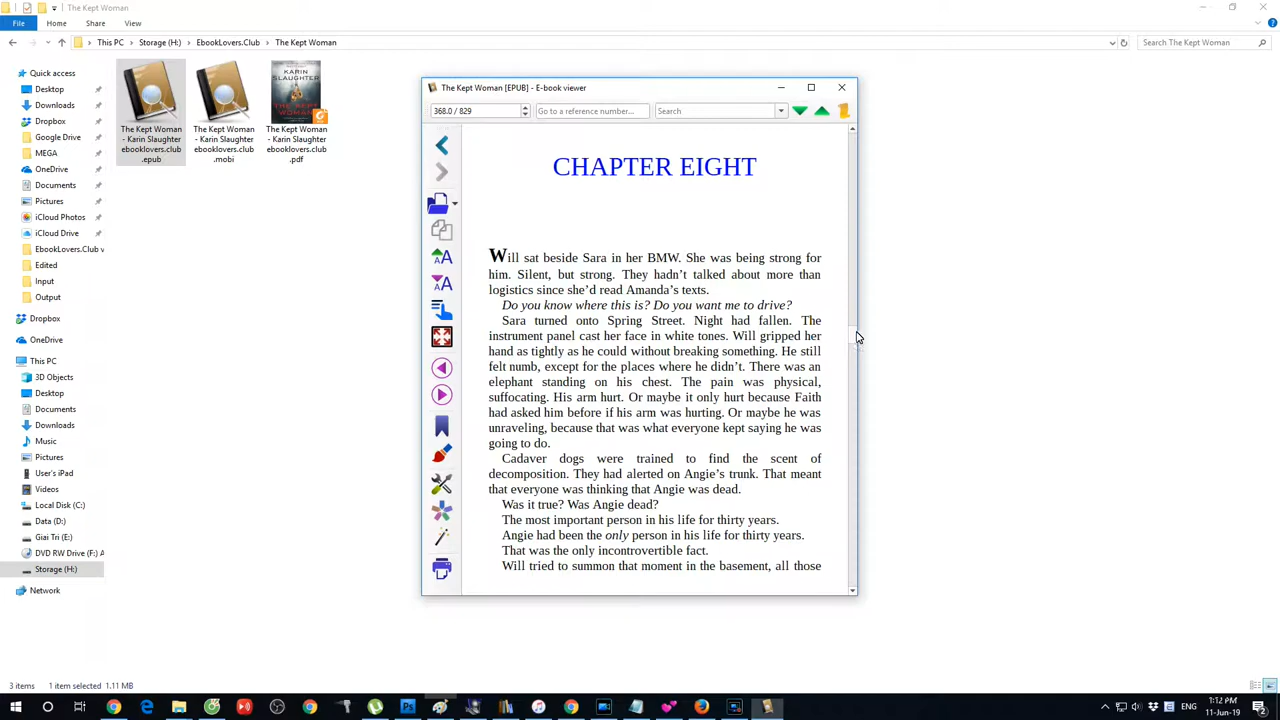 The Kept Woman
File
Home
Share
View
This PC
Storage (H:)
EbookLovers.Club
The Kept Woman
Search The Kept Woman
Quick access
Desktop
Downloads
Dropbox
Google Drive
MEGA
OneDrive
Documents
Pictures
iCloud Photos
iCloud Drive
EbookLovers.Club v
Edited
Input
Output
Dropbox
OneDrive
This PC
3D Objects
Desktop
Documents
Downloads
Music
Pictures
User's iPad
Videos
Local Disk (C:)
Data (D:)
Giai Tri (E:)
DVD RW Drive (F:) A
Storage (H:)
Network
The Kept Woman
- Karin Slaughter
ebooklovers.club
.epub
The Kept Woman
- Karin Slaughter
ebooklovers.club
.mobi
KARIN
SLAUGHTER
THE KEPT
WOMAN
The Kept Woman
- Karin Slaughter
ebooklovers.club
.pdf
The Kept Woman [EPUB] - E-book viewer
368.0 / 829
Go to a reference number...
Search
CHAPTER EIGHT
Will sat beside Sara in her BMW. She was being strong for
him. Silent, but strong. They hadn't talked about more than
logistics since she'd read Amanda's texts.
Do you know where this is? Do you want me to drive?
Sara turned onto Spring Street. Night had fallen. The
instrument panel cast her face in white tones. Will gripped her
hand as tightly as he could without breaking something. He still
felt numb, except for the places where he didn't. There was an
elephant standing on his chest. The pain was physical,
suffocating. His arm hurt. Or maybe it only hurt because Faith
had asked him before if his arm was hurting. Or maybe he was
unraveling, because that was what everyone kept saying he was
going to do.
Cadaver dogs were trained to find the scent of
decomposition. They had alerted on Angie's trunk. That meant
that everyone was thinking that Angie was dead.
Was it true? Was Angie dead?
The most important person in his life for thirty years.
Angie had been the only person in his life for thirty years.
That was the only incontrovertible fact.
Will tried to summon that moment in the basement, all those
3 items
1 item selected 1.11 MB
ENG
1:12 PM
11-Jun-19
2